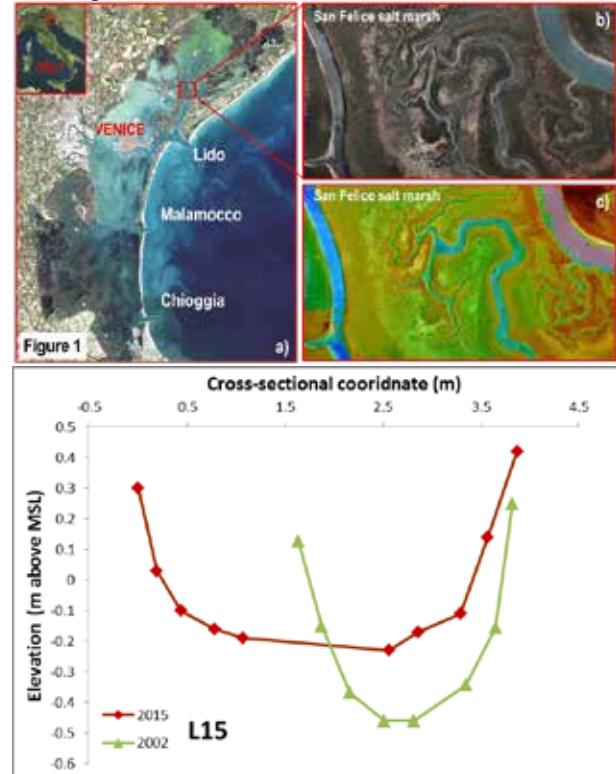 San Felice salt marsh
b)
ITALY
VENICE
Lido
Malamocco
Chioggia
Figure 1
a)
San Felice salt marsh
c)
Cross-sectional cooridnate (m)
-0.5 0.5 1.5 2.5 3.5 4.5
Elevation (m above MSL)
0.5
0.4
0.3
0.2
0.1
0
-0.1
-0.2
-0.3
-0.4
-0.5
-0.6
2015
2002
L15